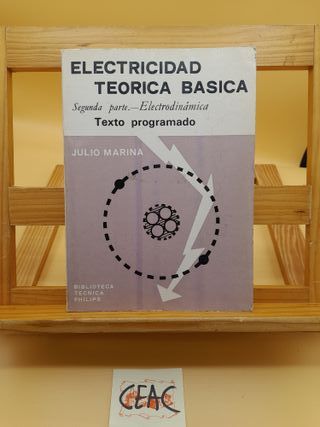 ELECTRICIDAD
TEORICA BASICA
Segunda parte.—Electrodinámica
Texto programado
JULIO MARINA
BIBLIOTECA
TECNICA
PHILIPS
CEAC